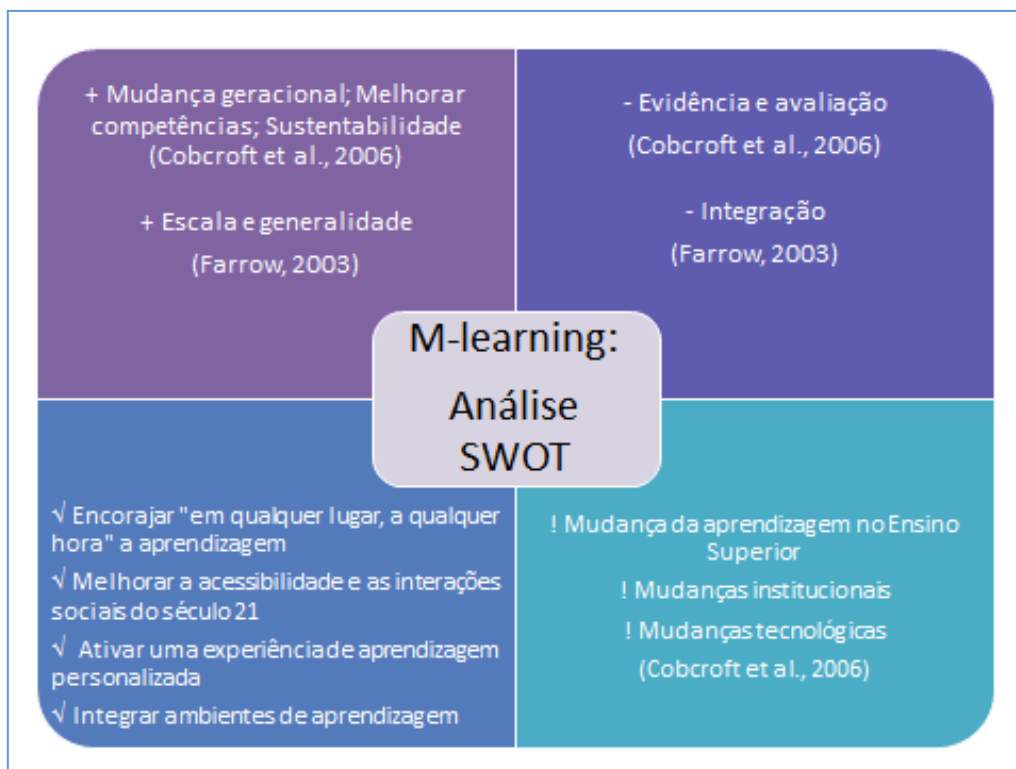 + Mudança geracional; Melhorar
competências; Sustentabilidade
(Cobcroft et al., 2006)
+ Escala e generalidade
(Farrow, 2003)
- Evidência e avaliação
(Cobcroft et al., 2006)
- Integração
(Farrow, 2003)
M-learning:
Análise
SWOT
√ Encorajar "em qualquer lugar, a qualquer
hora" a aprendizagem
√ Melhorar a acessibilidade e as interações
sociais do século 21
√ Ativar uma experiência de aprendizagem
personalizada
√ Integrar ambientes de aprendizagem
! Mudança da aprendizagem no Ensino
Superior
! Mudanças institucionais
! Mudanças tecnológicas
(Cobcroft et al., 2006)